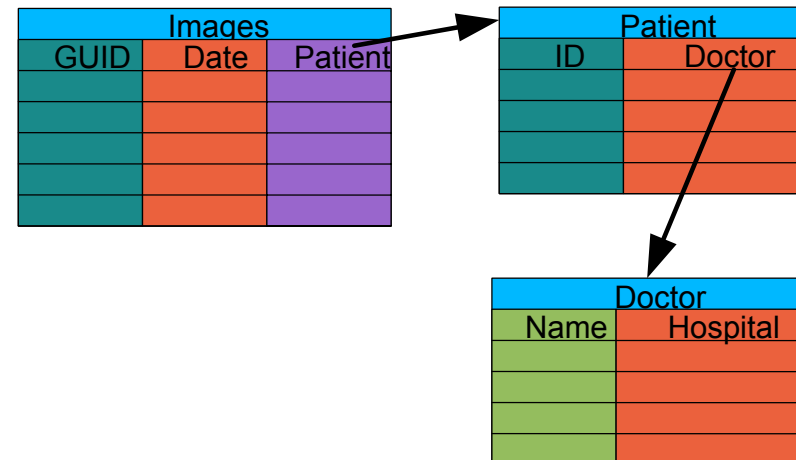 Images
GUID Date Patient
Patient
ID Doctor
Doctor
Name Hospital